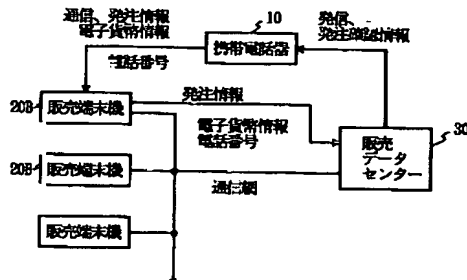 通信、発注情報
電子貨幣情報
電話番号
10
携帯電話器
発信、
発注確認情報
20B
販売端末機
発注情報
電子貨幣情報
電話番号
20B
販売端末機
通信網
販売
データ
センター
30
販売端末機